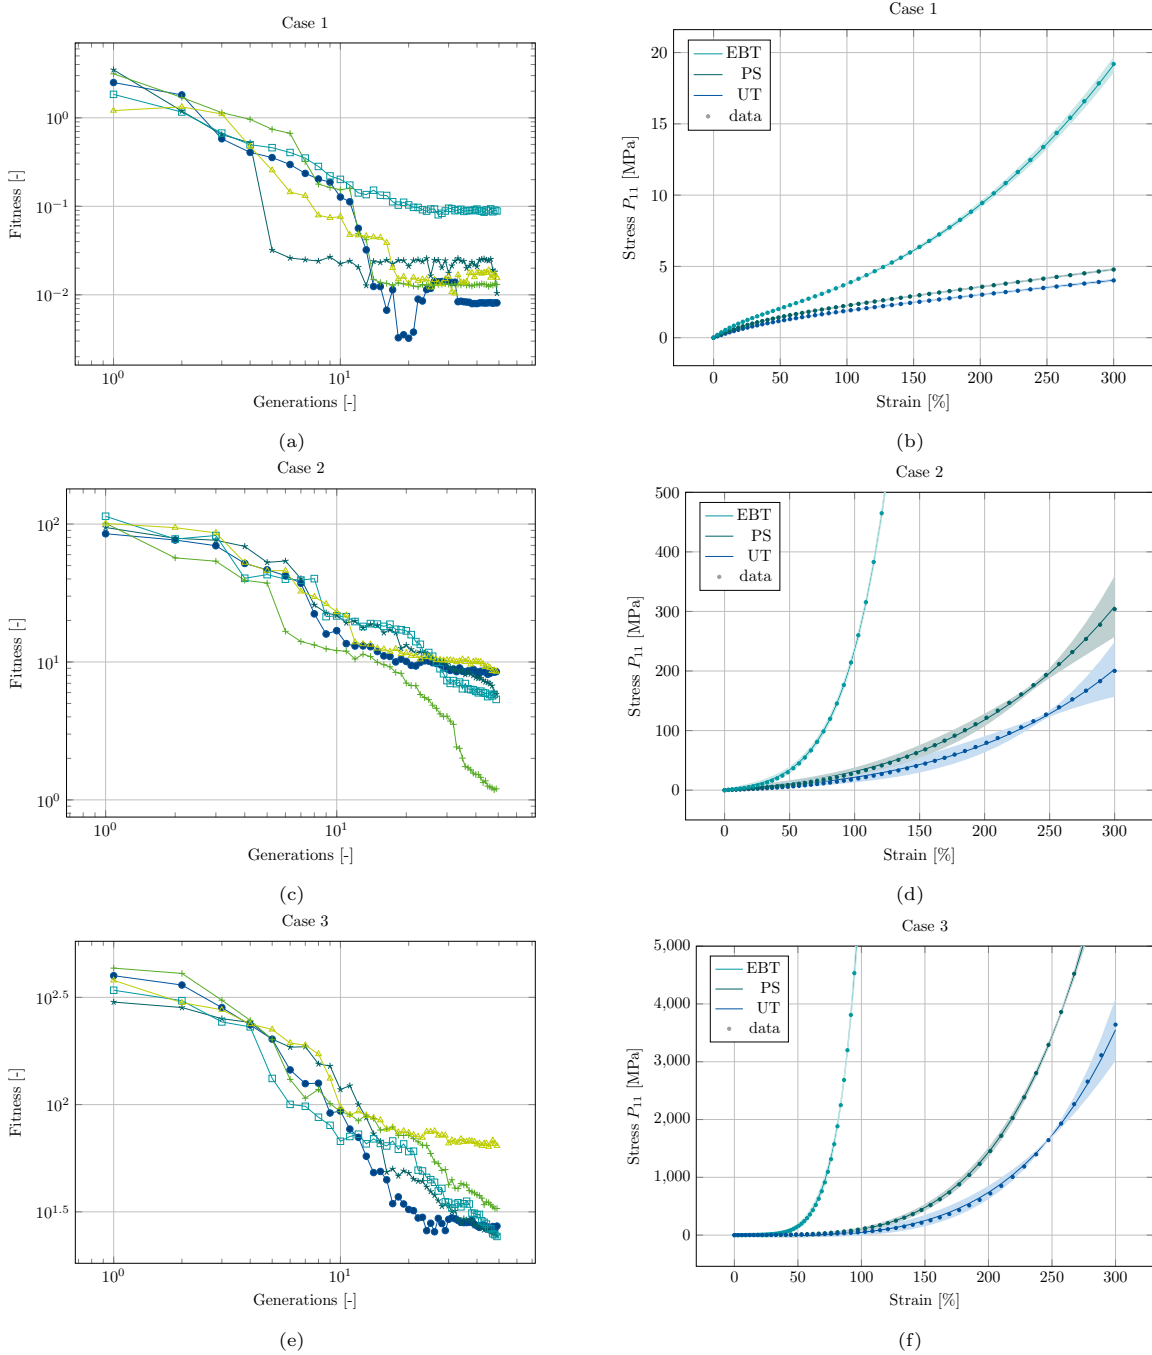 Case 1
Fitness [-]
10^0
10^-1
10^-2
10^0
10^1
Generations [-]
(a)
Case 1
EBT
PS
UT
data
Stress P_11 [MPa]
20
15
10
5
0
0
50
100
150
200
250
300
Strain [%]
(b)
Case 2
Fitness [-]
10^2
10^1
10^0
10^0
10^1
Generations [-]
(c)
Case 2
EBT
PS
UT
data
Stress P_11 [MPa]
500
400
300
200
100
0
0
50
100
150
200
250
300
Strain [%]
(d)
Case 3
Fitness [-]
10^2.5
10^2
10^1.5
10^0
10^1
Generations [-]
(e)
Case 3
EBT
PS
UT
data
Stress P_11 [MPa]
5,000
4,000
3,000
2,000
1,000
0
0
50
100
150
200
250
300
Strain [%]
(f)